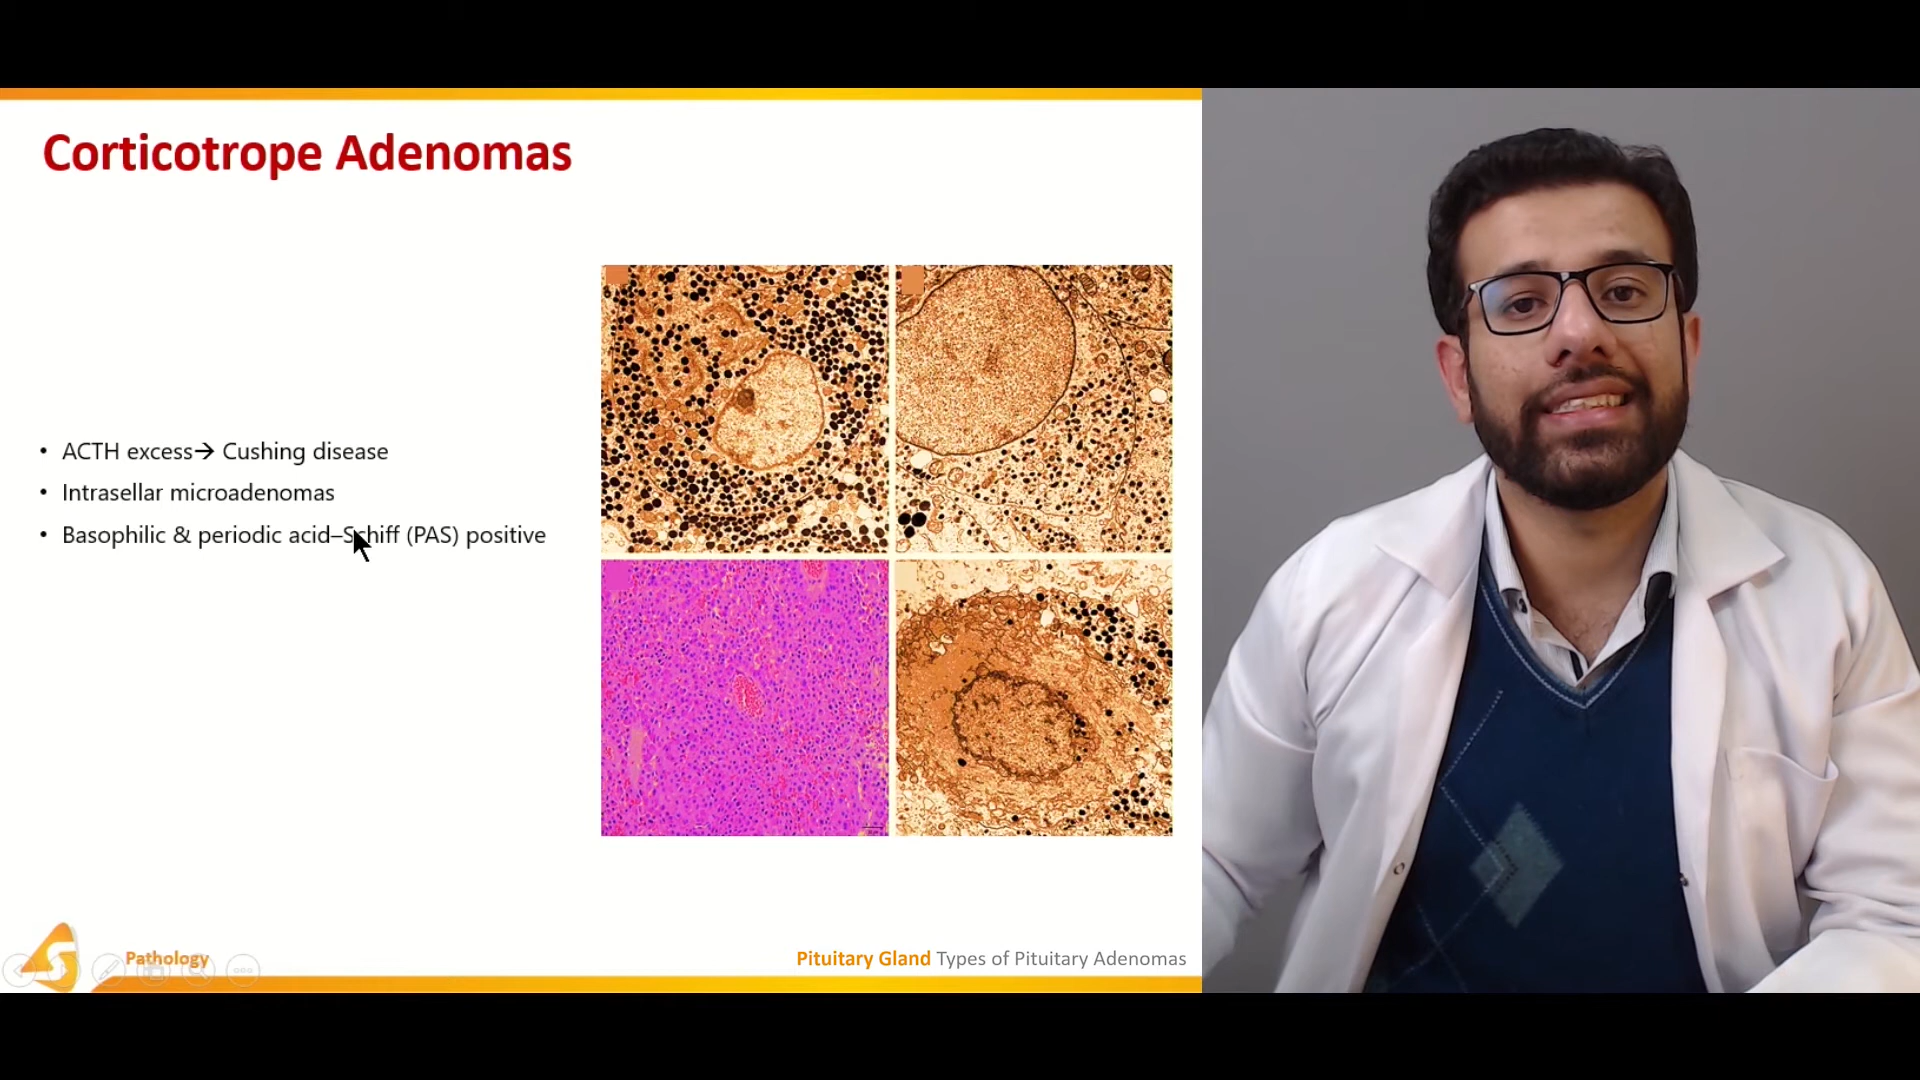 Corticotrope Adenomas
• ACTH excess→ Cushing disease
• Intrasellar microadenomas
• Basophilic & periodic acid–Schiff (PAS) positive
Pathology
Pituitary Gland Types of Pituitary Adenomas